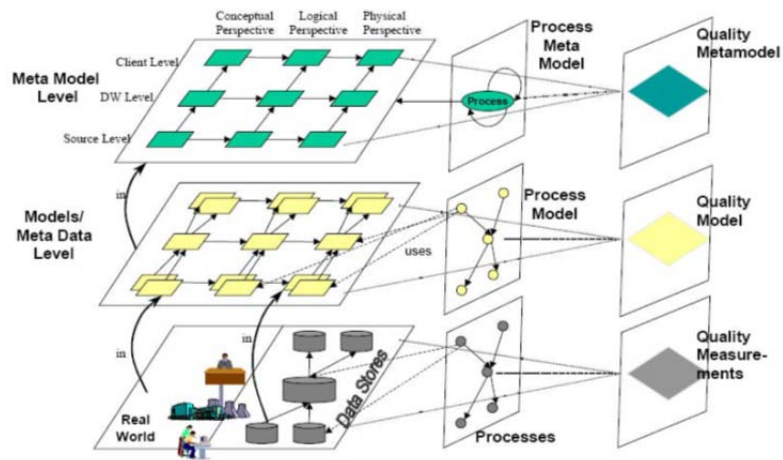 Conceptual Logical Physical
Perspective Perspective Perspective
Process
Meta
Model
Quality
Metamodel
Meta Model
Level
Client Level
DW Level
Source Level
Process
in
Models/
Meta Data
Level
Process
Model
Quality
Model
uses
in
in
Real
World
Data Stores
Processes
Quality
Measure-
ments